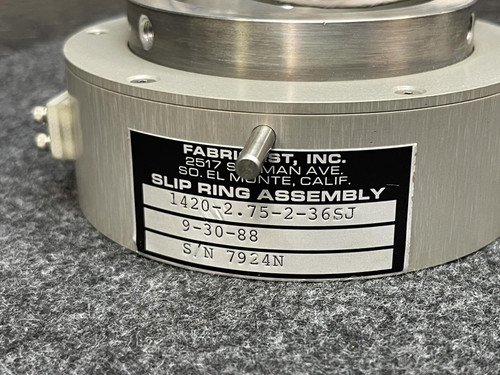 INC.
2517 AVE.
SO. EL MONTE, CALIF.
SLIP RING ASSEMBLY
1420-2.75-2-36SJ
9-30-88
S/N 7924N